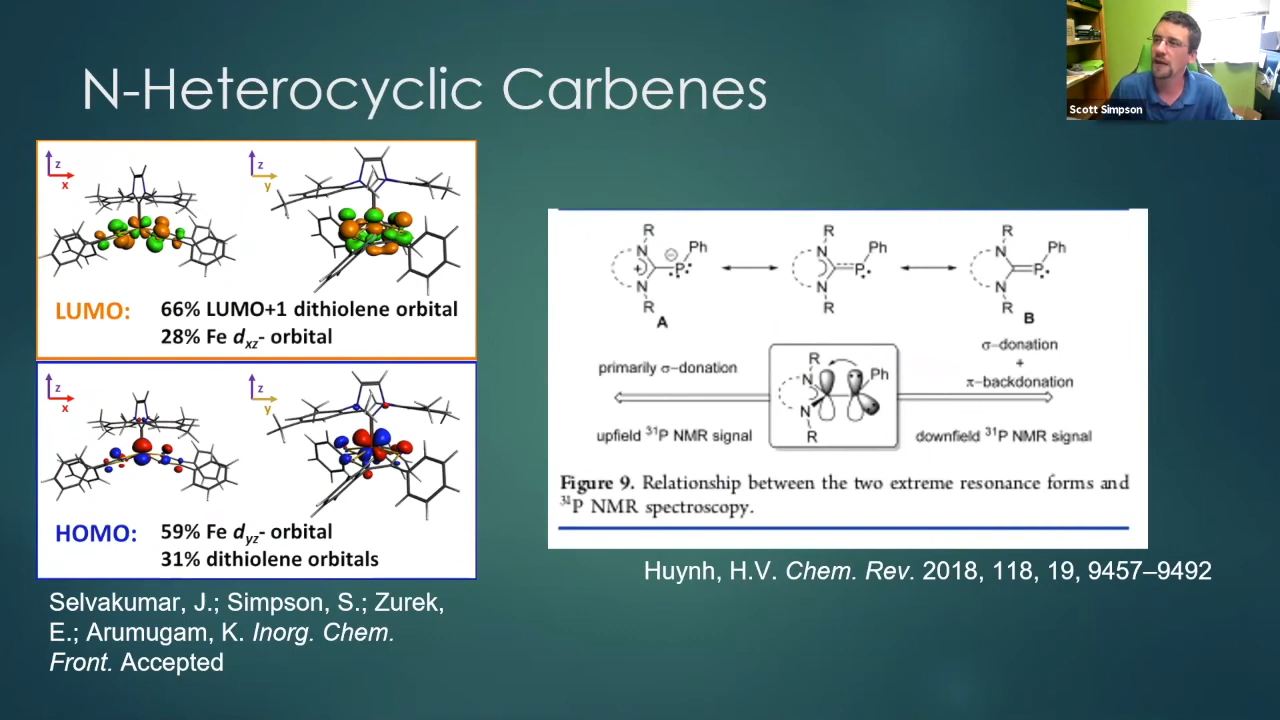 N-Heterocyclic Carbenes
Scott Simpson
z
x
z
y
LUMO: 66% LUMO+1 dithiolene orbital
28% Fe dxz- orbital
z
x
z
y
HOMO: 59% Fe dyz- orbital
31% dithiolene orbitals
Selvakumar, J.; Simpson, S.; Zurek,
E.; Arumugam, K. Inorg. Chem.
Front. Accepted
R
N
+
N
R
⊖
P
Ph
A
R
N
N
R
P
Ph
R
N
N
R
P
Ph
B
primarily σ-donation
upfield 31P NMR signal
R
N
N
R
Ph
σ-donation
+
π-backdonation
downfield 31P NMR signal
Figure 9. Relationship between the two extreme resonance forms and
31P NMR spectroscopy.
Huynh, H.V. Chem. Rev. 2018, 118, 19, 9457–9492